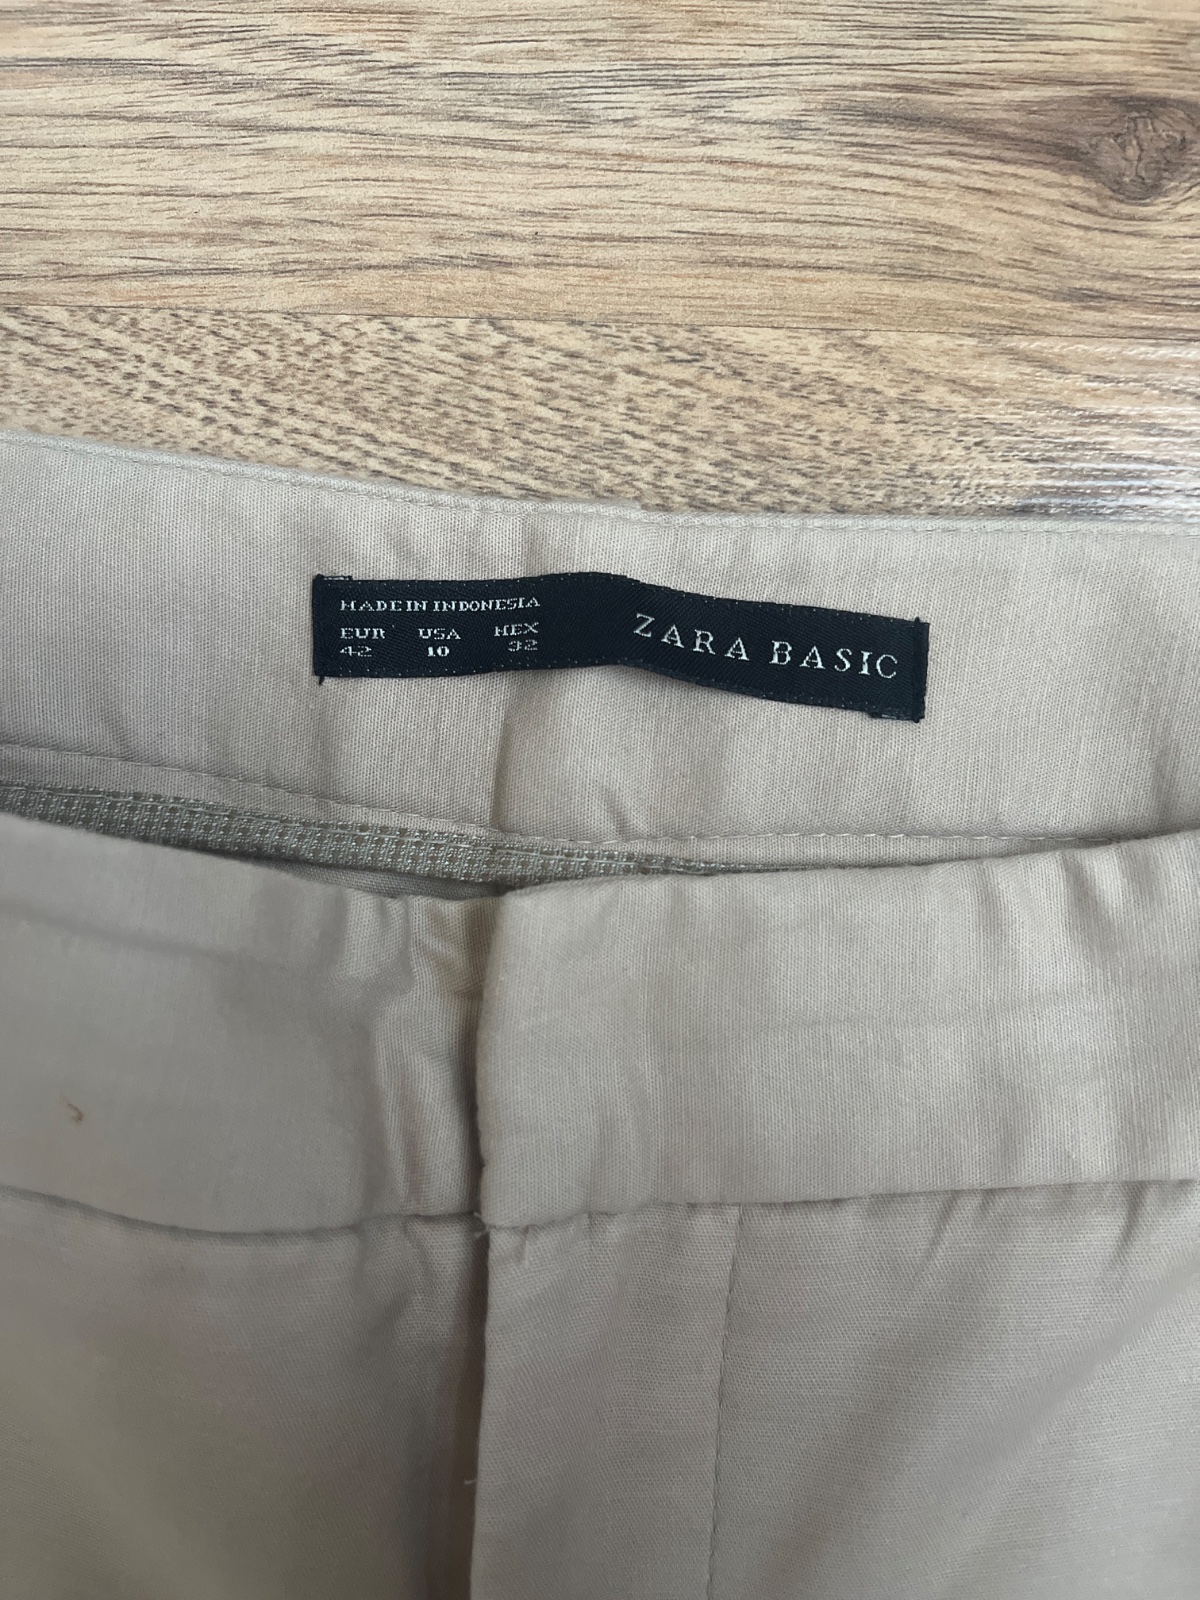 MADE IN INDONESIA
EUR USA MEX
42 10 32
ZARA BASIC